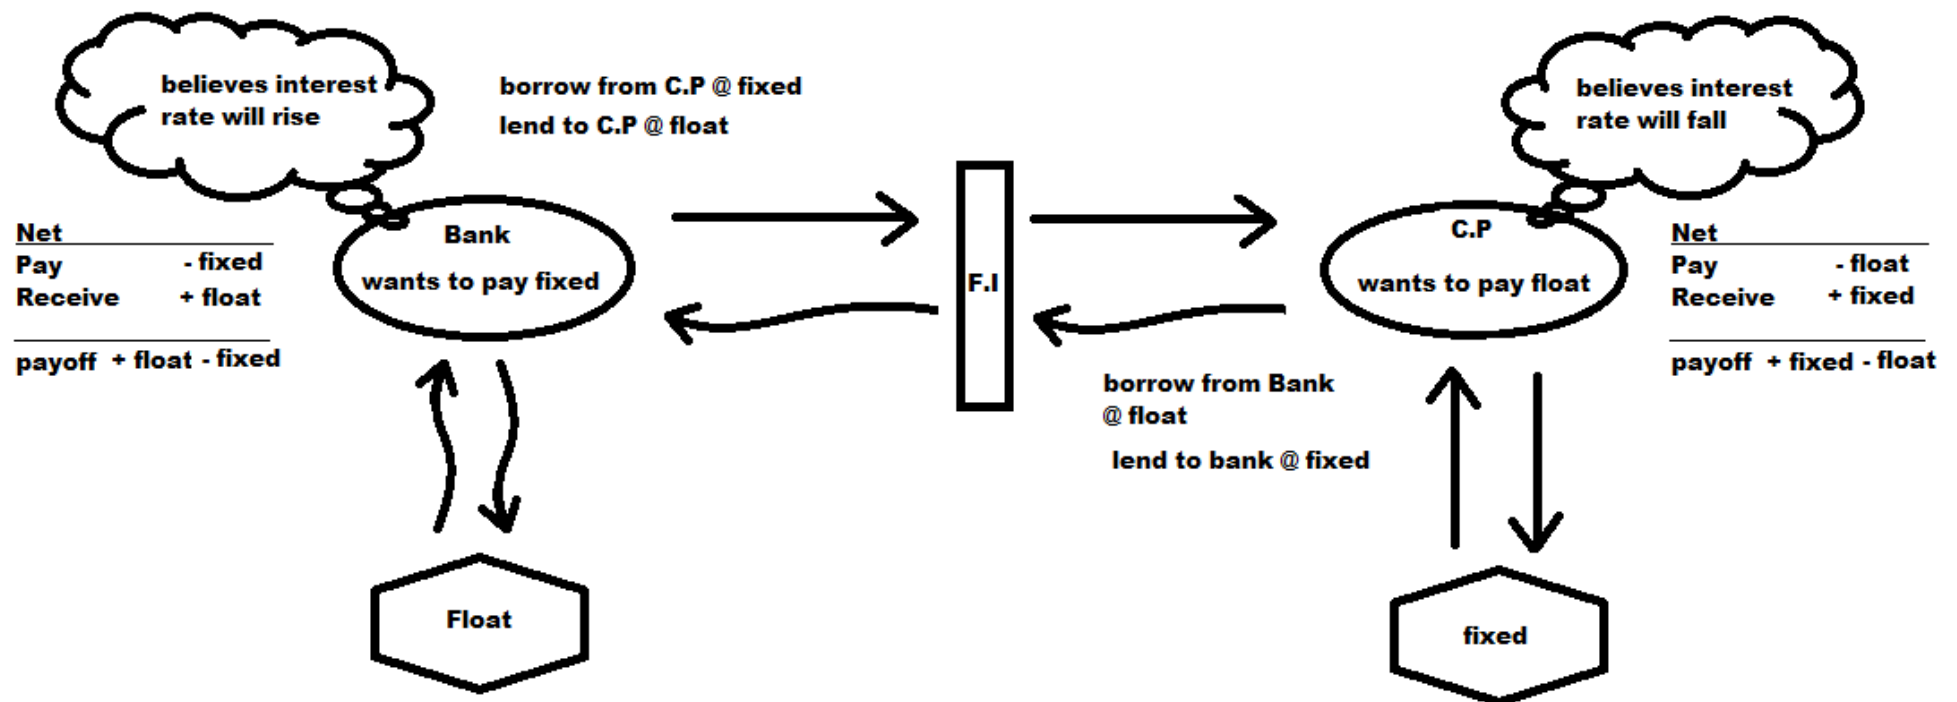 believes interest
rate will rise
borrow from C.P @ fixed
lend to C.P @ float
believes interest
rate will fall
Net
Pay - fixed
Receive + float
payoff + float - fixed
Bank
wants to pay fixed
F.I
C.P
wants to pay float
Net
Pay - float
Receive + fixed
payoff + fixed - float
borrow from Bank
@ float
lend to bank @ fixed
Float
fixed